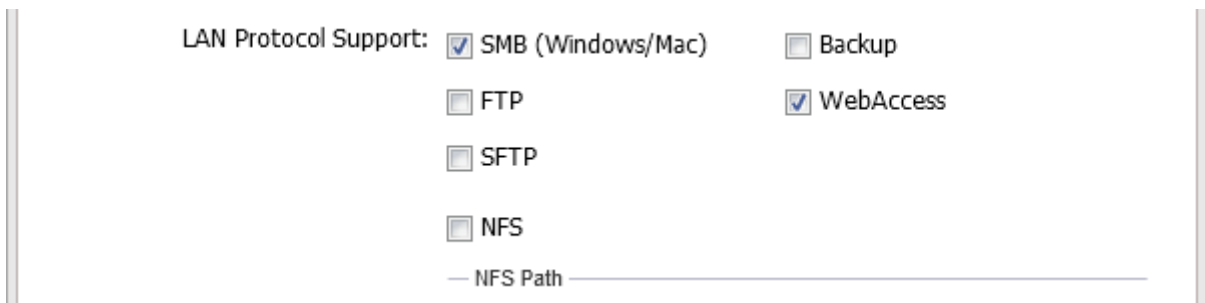 LAN Protocol Support: SMB (Windows/Mac) Backup
FTP WebAccess
SFTP
NFS
NFS Path